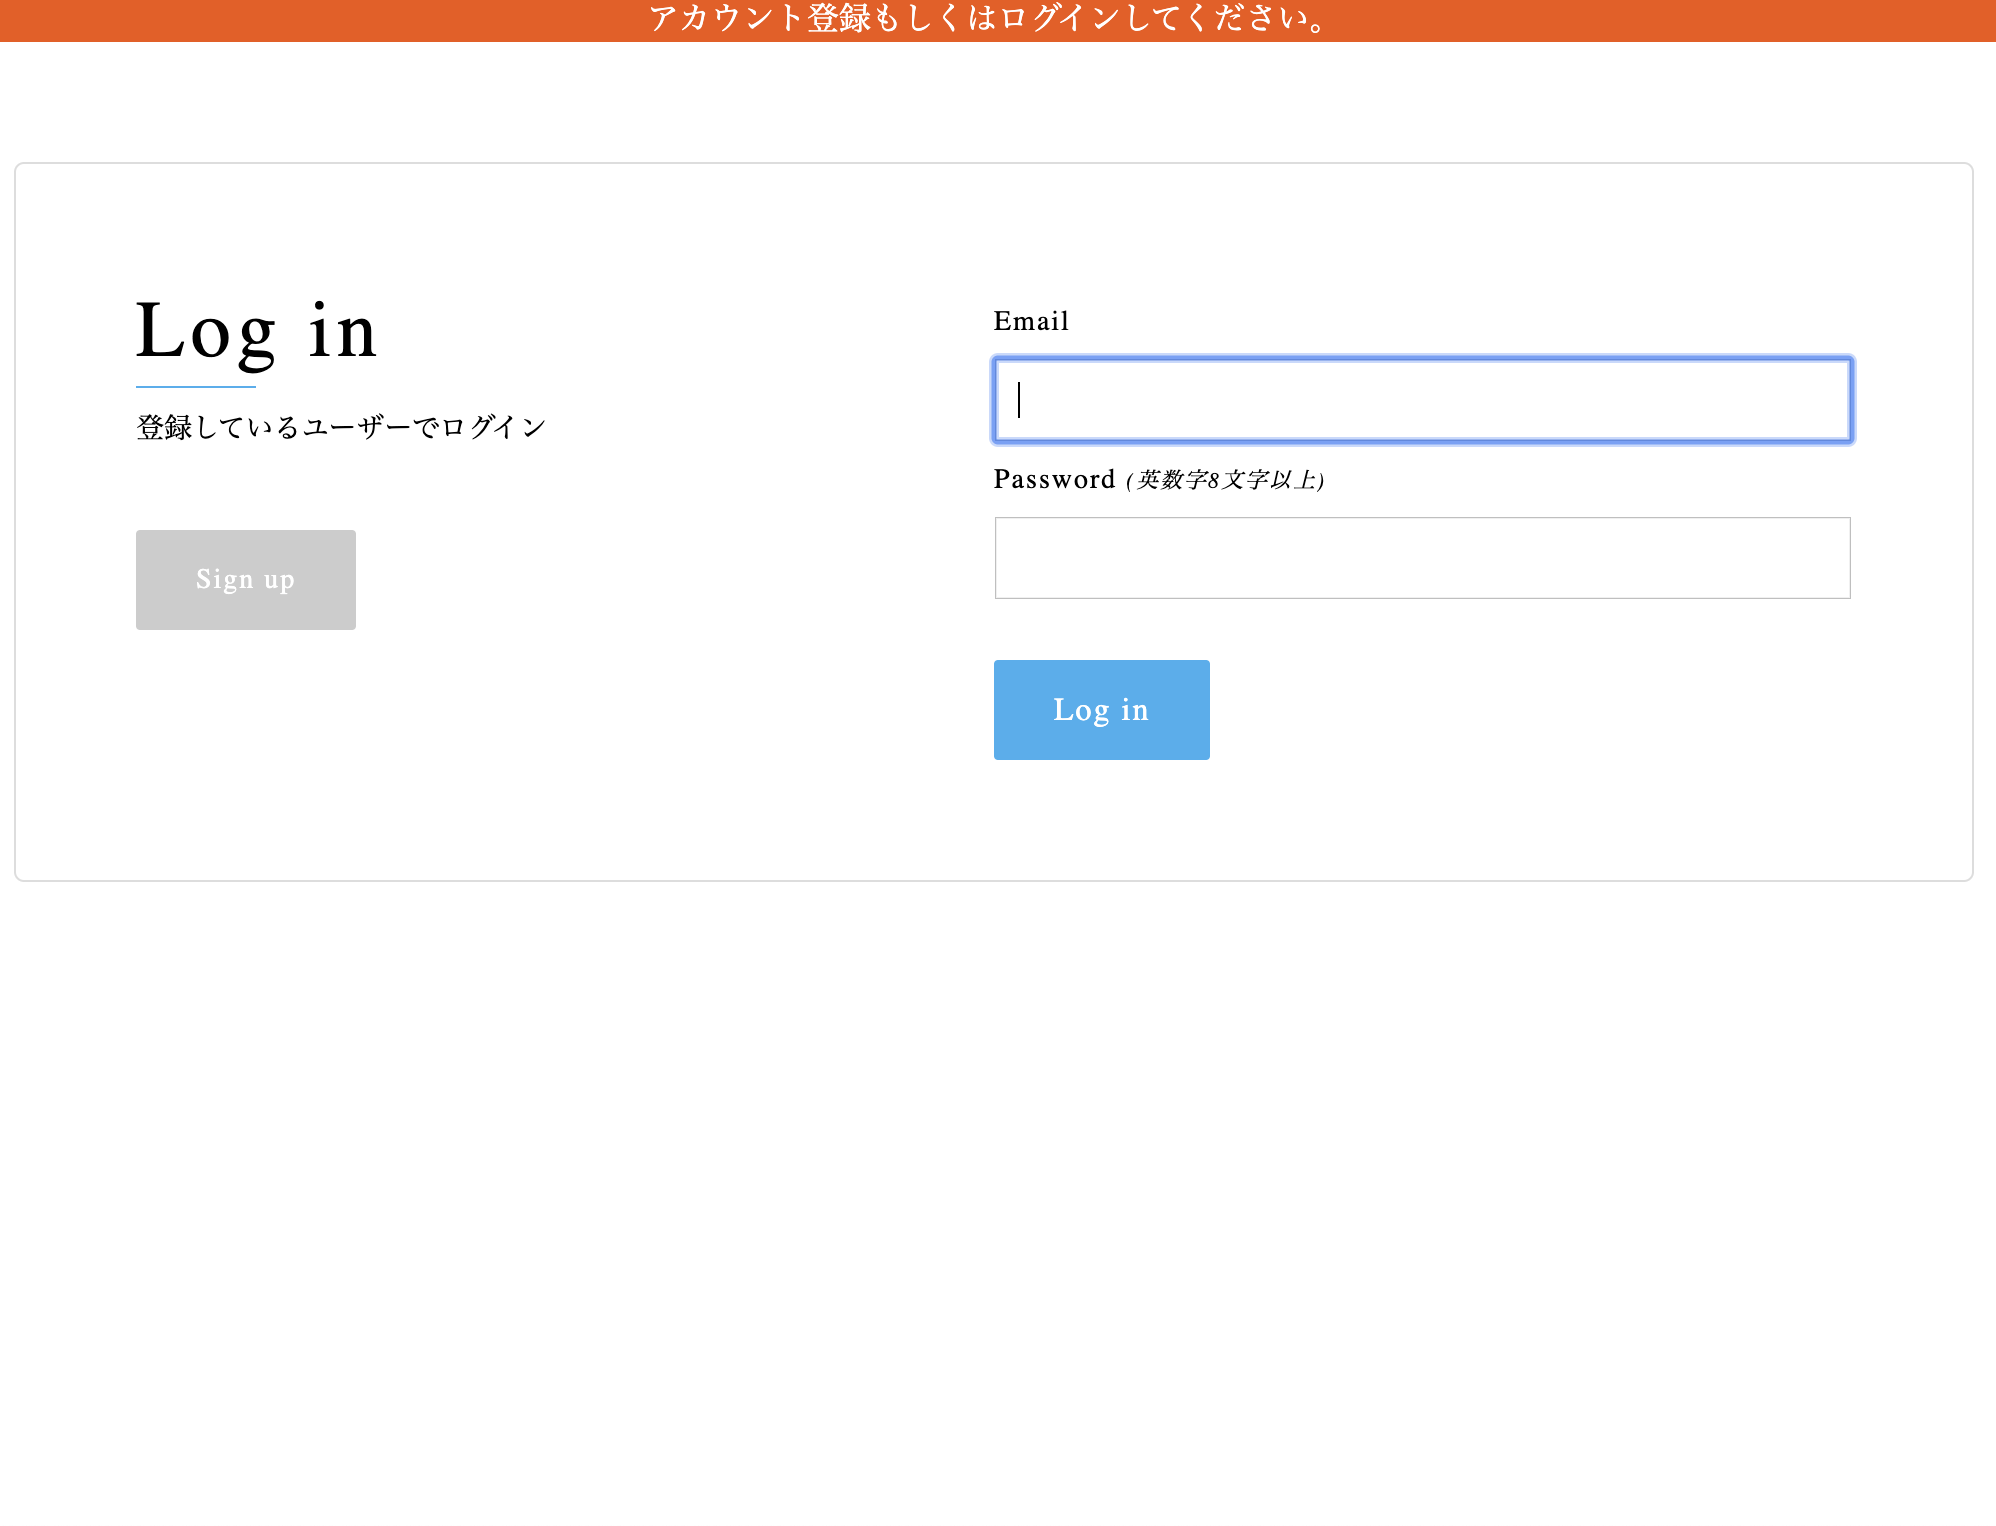 アカウント登録もしくはログインしてください。
Log in
登録しているユーザーでログイン
Sign up
Email
Password (英数字8文字以上)
Log in